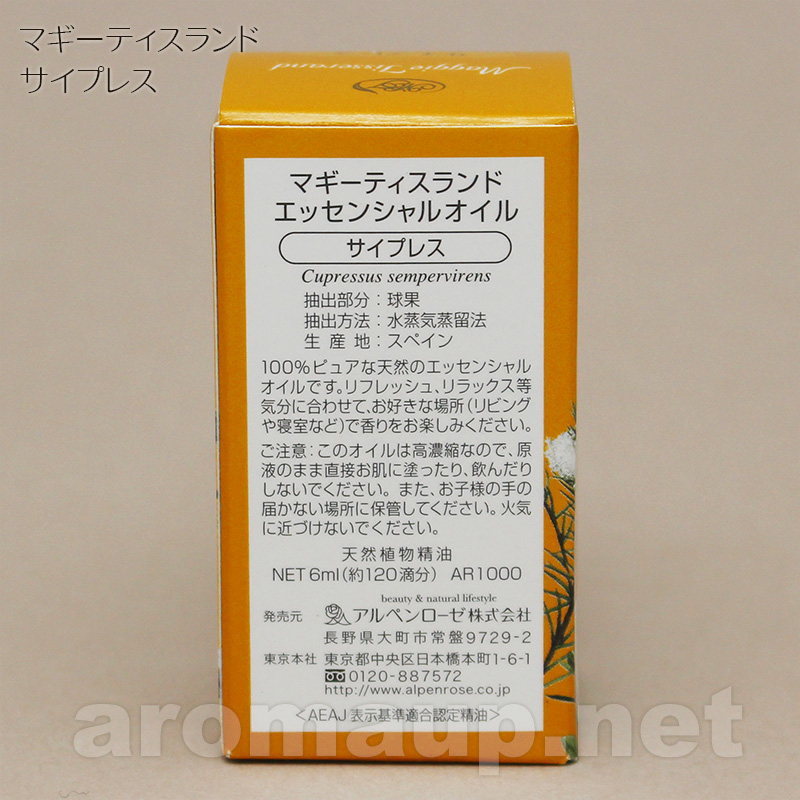 マギーティスランド
サイプレス
Maggie Tisserand
マギーティスランド
エッセンシャルオイル
サイプレス
Cupressus sempervirens
抽出部分：球果
抽出方法：水蒸気蒸留法
生産地：スペイン
100%ピュアな天然のエッセンシャル
オイルです。リフレッシュ、リラックス等
気分に合わせて、お好きな場所（リビング
や寝室など）で香りをお楽しみください。
ご注意：このオイルは高濃縮なので、原
液のまま直接お肌に塗ったり、飲んだり
しないでください。また、お子様の手の
届かない場所に保管してください。火気
に近づけないでください。
天然植物精油
NET 6ml（約120滴分） AR1000
beauty & natural lifestyle
発売元 アルペンローゼ株式会社
長野県大町市常盤9729-2
東京本社 東京都中央区日本橋本町1-6-1
0120-887572
http://www.alpenrose.co.jp
＜AEAJ表示基準適合認定精油＞
aromaup.net